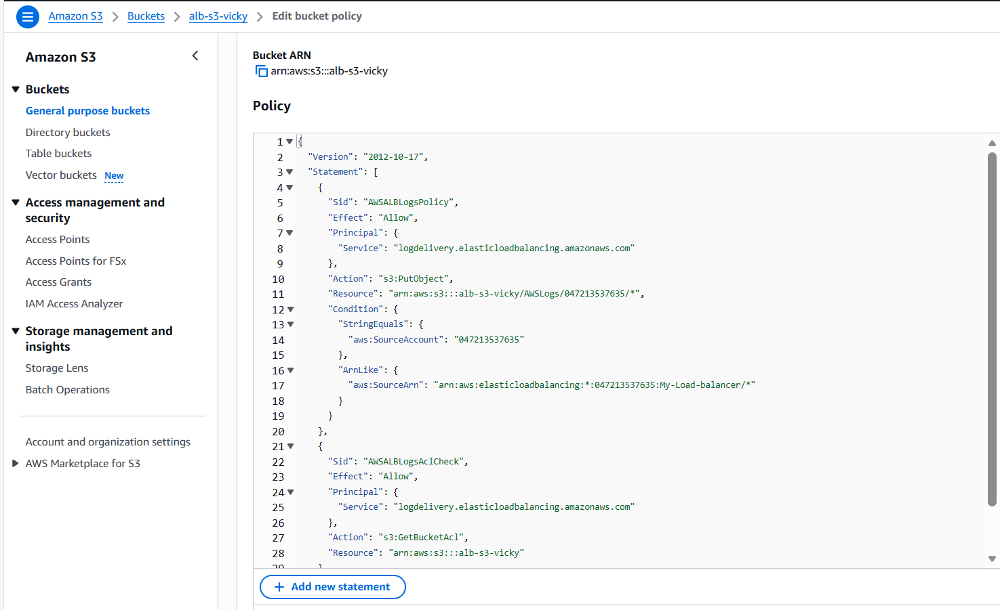 Amazon S3 > Buckets > alb-s3-vicky > Edit bucket policy
Amazon S3
Buckets
General purpose buckets
Directory buckets
Table buckets
Vector buckets New
Access management and
security
Access Points
Access Points for FSx
Access Grants
IAM Access Analyzer
Storage management and
insights
Storage Lens
Batch Operations
Account and organization settings
AWS Marketplace for S3
Bucket ARN
arn:aws:s3:::alb-s3-vicky
Policy
1 {
2 "Version": "2012-10-17",
3 "Statement": [
4 {
5 "Sid": "AWSALBLogsPolicy",
6 "Effect": "Allow",
7 "Principal": {
8 "Service": "logdelivery.elasticloadbalancing.amazonaws.com"
9 },
10 "Action": "s3:PutObject",
11 "Resource": "arn:aws:s3:::alb-s3-vicky/AWSLogs/047213537635/*",
12 "Condition": {
13 "StringEquals": {
14 "aws:SourceAccount": "047213537635"
15 },
16 "ArnLike": {
17 "aws:SourceArn": "arn:aws:elasticloadbalancing:*:047213537635:My-Load-balancer/*"
18 }
19 }
20 },
21 {
22 "Sid": "AWSALBLogsAclCheck",
23 "Effect": "Allow",
24 "Principal": {
25 "Service": "logdelivery.elasticloadbalancing.amazonaws.com"
26 },
27 "Action": "s3:GetBucketAcl",
28 "Resource": "arn:aws:s3:::alb-s3-vicky"
29 }
+ Add new statement